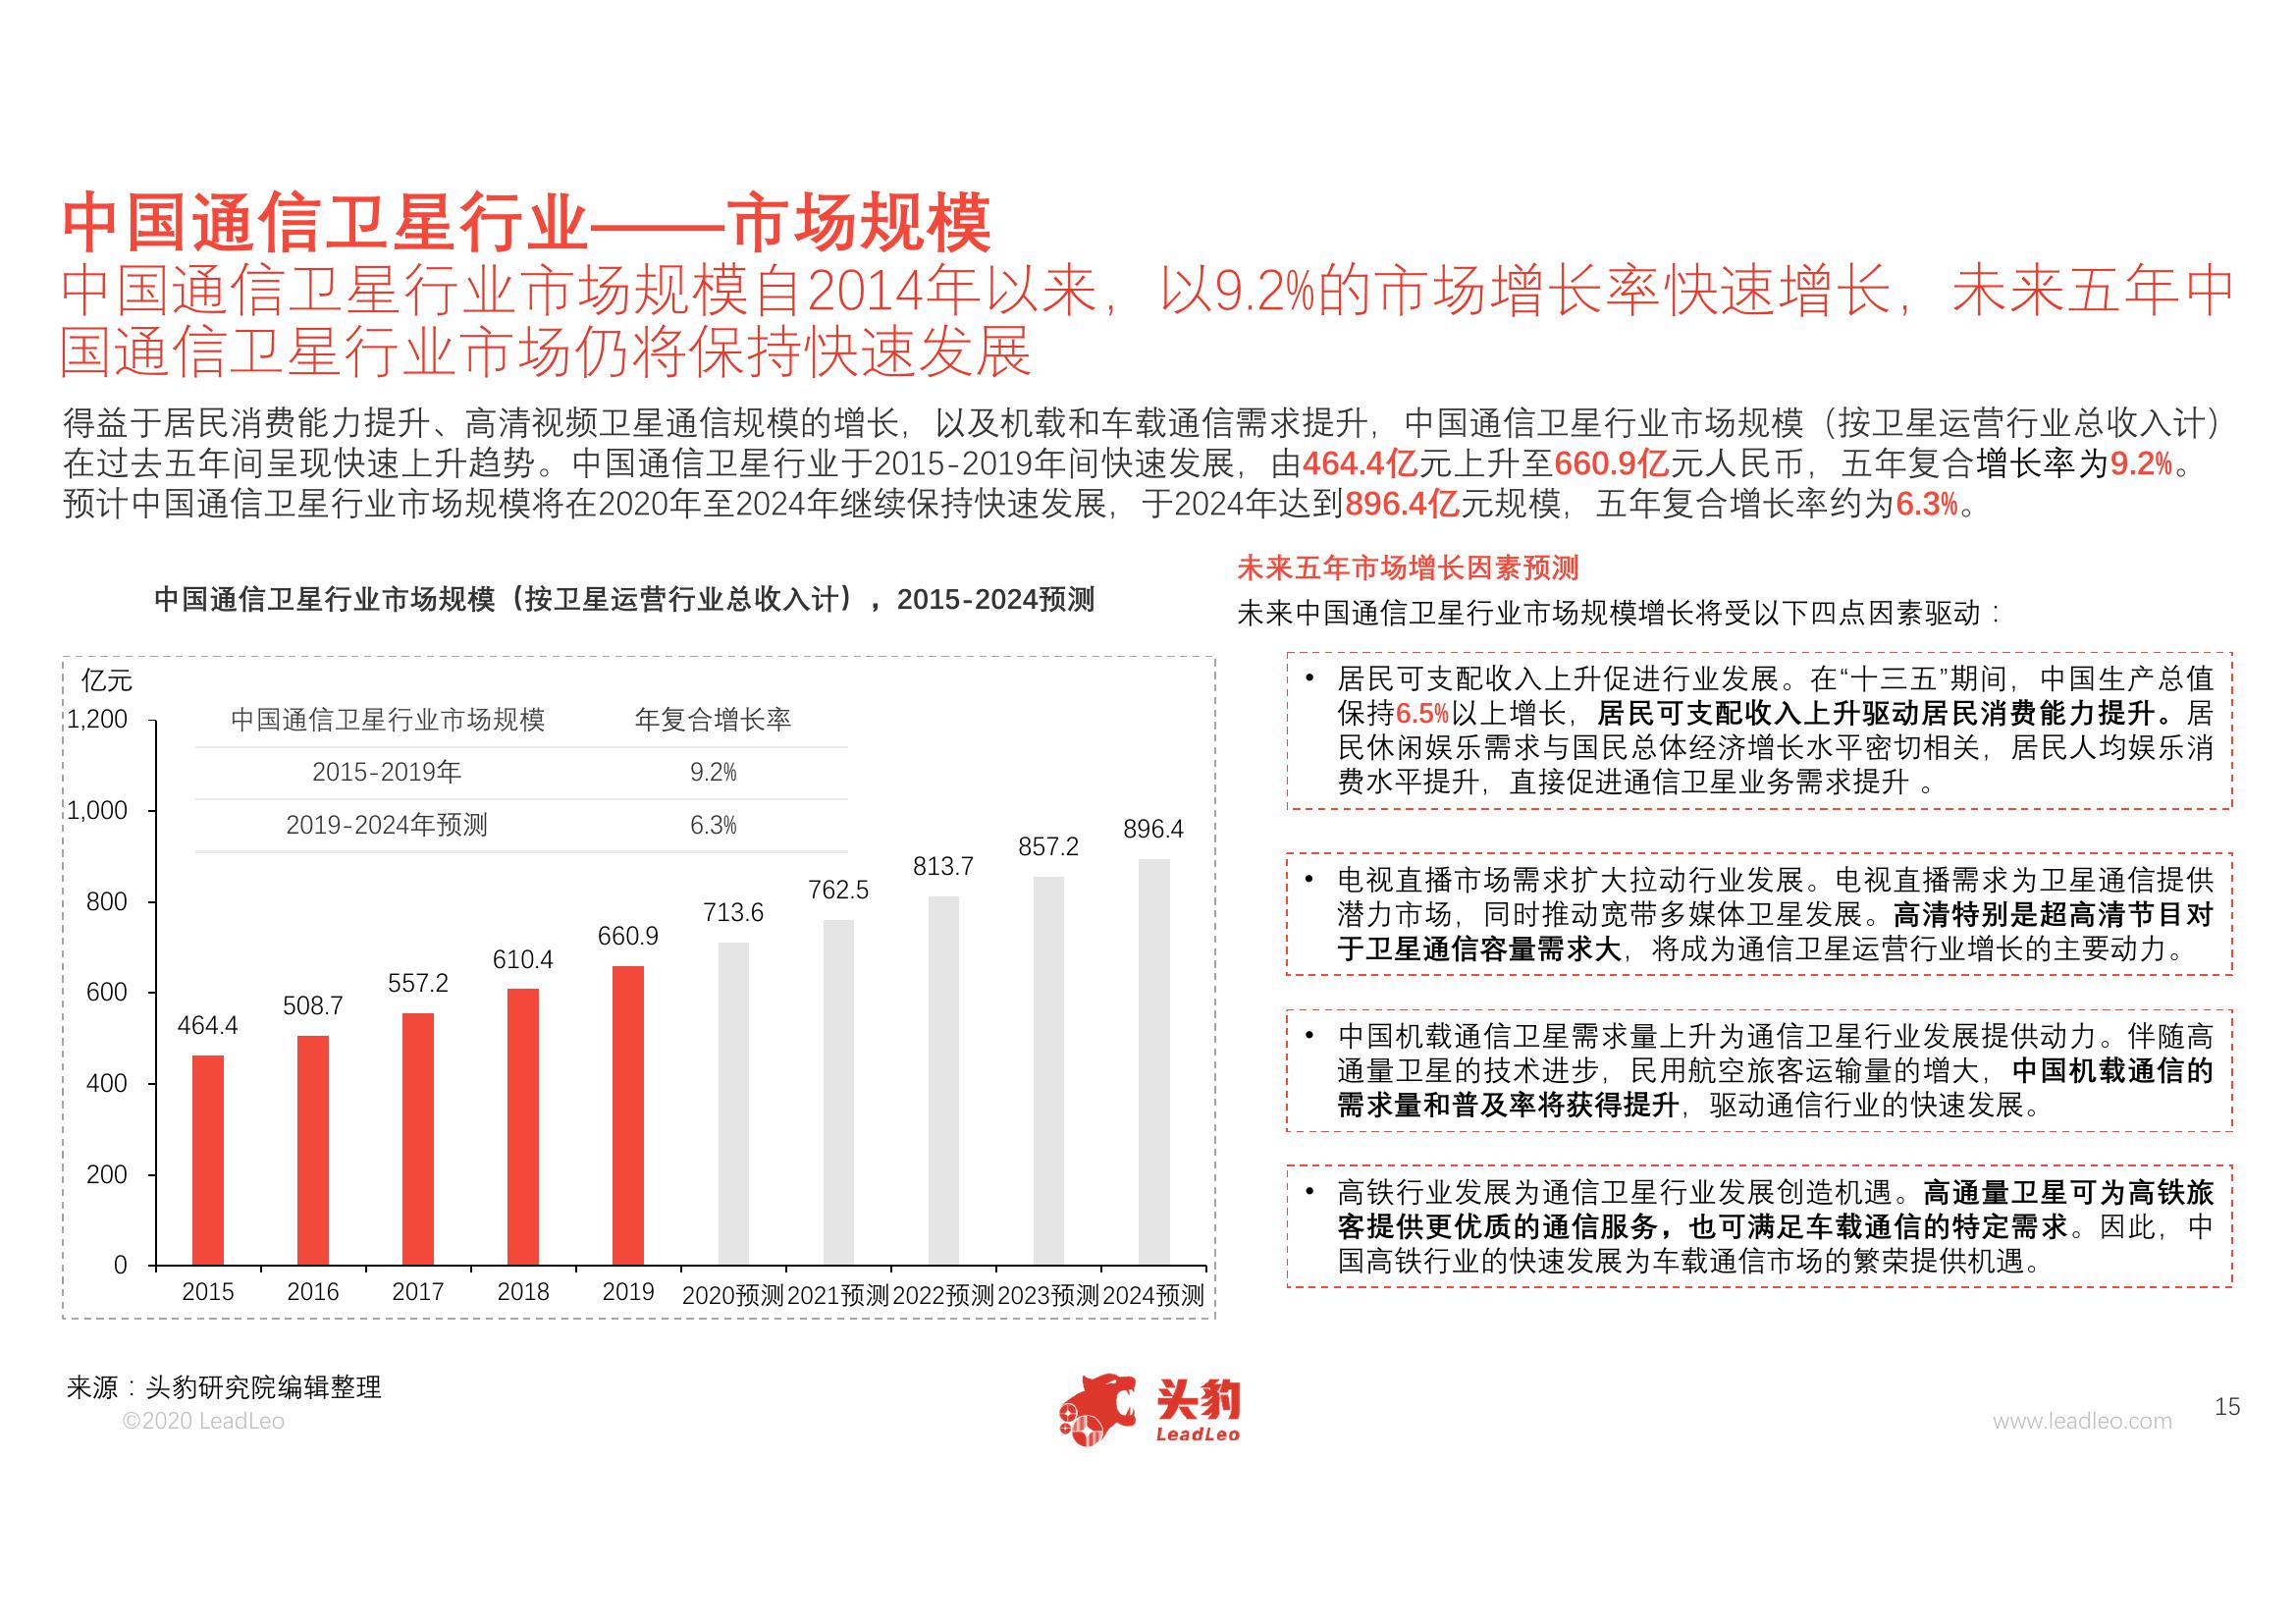 中国通信卫星行业——市场规模
中国通信卫星行业市场规模自2014年以来，以9.2%的市场增长率快速增长，未来五年中
国通信卫星行业市场仍将保持快速发展
得益于居民消费能力提升、高清视频卫星通信规模的增长，以及机载和车载通信需求提升，中国通信卫星行业市场规模（按卫星运营行业总收入计）
在过去五年间呈现快速上升趋势。中国通信卫星行业于2015-2019年间快速发展，由464.4亿元上升至660.9亿元人民币，五年复合增长率为9.2%。
预计中国通信卫星行业市场规模将在2020年至2024年继续保持快速发展，于2024年达到896.4亿元规模，五年复合增长率约为6.3%。
中国通信卫星行业市场规模（按卫星运营行业总收入计），2015-2024预测
亿元
中国通信卫星行业市场规模 年复合增长率
2015-2019年 9.2%
2019-2024年预测 6.3%
1,200
1,000
800
600
400
200
0
464.4
508.7
557.2
610.4
660.9
713.6
762.5
813.7
857.2
896.4
2015 2016 2017 2018 2019 2020预测 2021预测 2022预测 2023预测 2024预测
未来五年市场增长因素预测
未来中国通信卫星行业市场规模增长将受以下四点因素驱动：
• 居民可支配收入上升促进行业发展。在“十三五”期间，中国生产总值
保持6.5%以上增长，居民可支配收入上升驱动居民消费能力提升。居
民休闲娱乐需求与国民总体经济增长水平密切相关，居民人均娱乐消
费水平提升，直接促进通信卫星业务需求提升 。
• 电视直播市场需求扩大拉动行业发展。电视直播需求为卫星通信提供
潜力市场，同时推动宽带多媒体卫星发展。高清特别是超高清节目对
于卫星通信容量需求大，将成为通信卫星运营行业增长的主要动力。
• 中国机载通信卫星需求量上升为通信卫星行业发展提供动力。伴随高
通量卫星的技术进步，民用航空旅客运输量的增大，中国机载通信的
需求量和普及率将获得提升，驱动通信行业的快速发展。
• 高铁行业发展为通信卫星行业发展创造机遇。高通量卫星可为高铁旅
客提供更优质的通信服务，也可满足车载通信的特定需求。因此，中
国高铁行业的快速发展为车载通信市场的繁荣提供机遇。
来源：头豹研究院编辑整理
©2020 LeadLeo
头豹
LeadLeo
www.leadleo.com
15